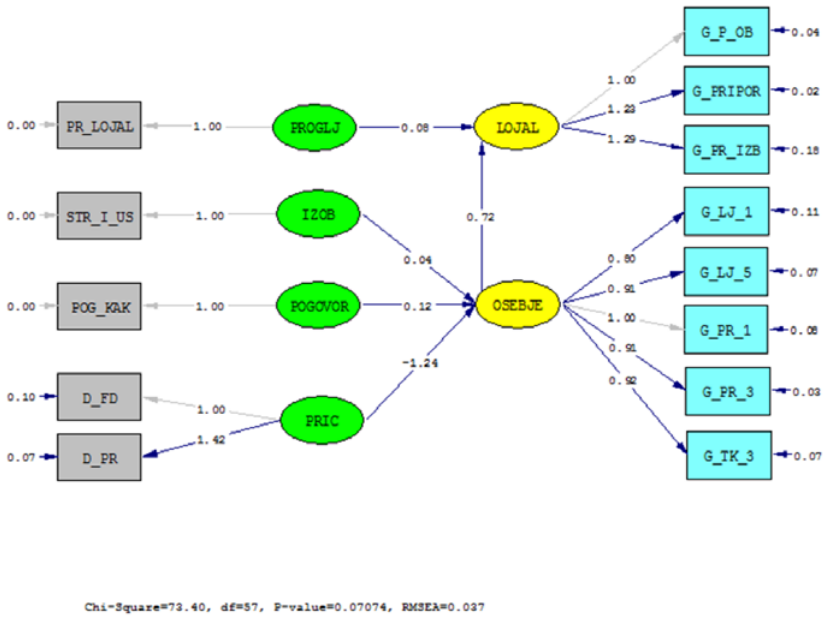 G_P_OB 0.04
1.00
G_PRIPOR 0.02
1.23
0.00 PR_LOJAL 1.00 PROGLJ 0.08 LOJAL
1.29
G_PR_IZB 0.18
0.00 STR_I_US 1.00 IZOB 0.72 G_LJ_1 0.11
0.04 0.80
G_LJ_5 0.07
0.91
0.00 POG_KAK 1.00 POGOVOR 0.12 OSEBJE
1.00 G_PR_1 0.08
0.91
-1.24
0.92
0.10 D_FD G_PR_3 0.03
1.00 PRIC
1.42
0.07 D_PR G_TK_3 0.07
Chi-Square=73.40, df=57, P-value=0.07074, RMSEA=0.037